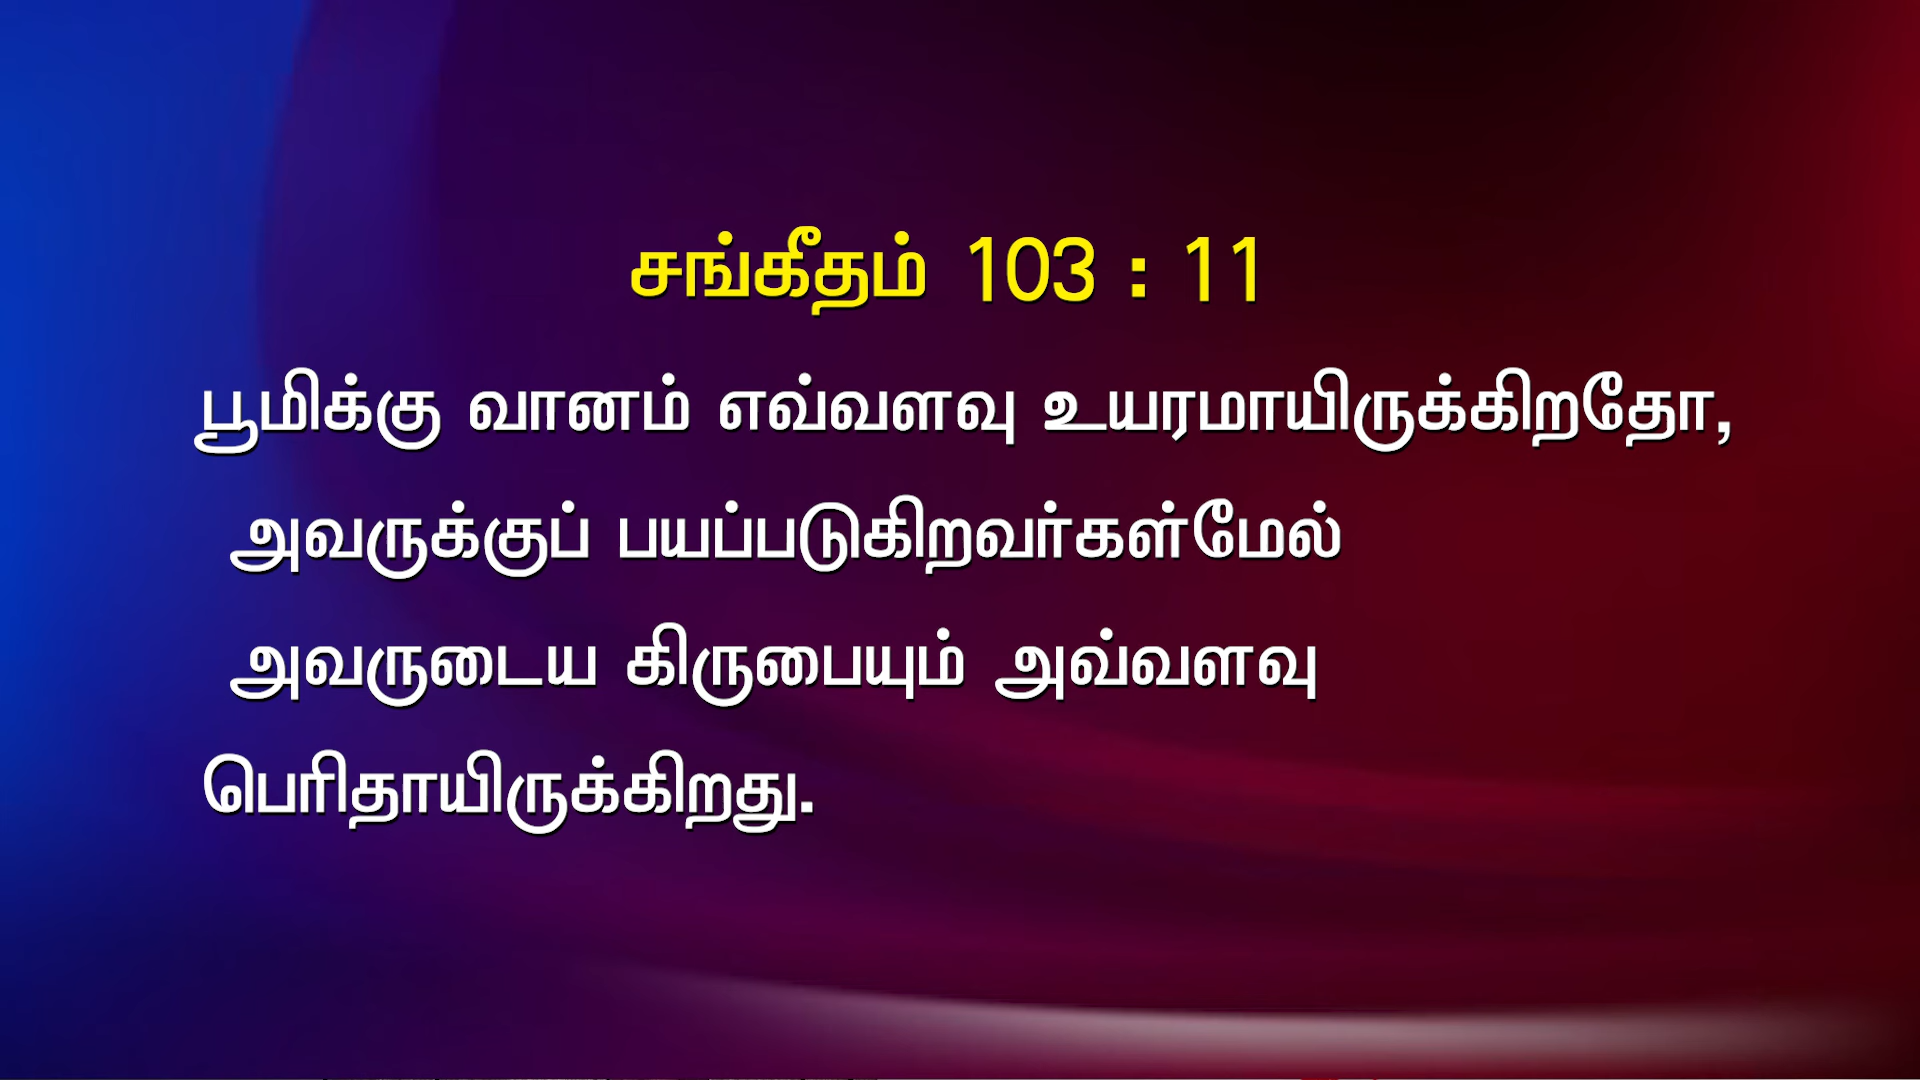 சங்கீதம் 103 : 11
பூமிக்கு வானம் எவ்வளவு உயரமாயிருக்கிறதோ,
அவருக்குப் பயப்படுகிறவர்கள்மேல்
அவருடைய கிருபையும் அவ்வளவு
பெரிதாயிருக்கிறது.